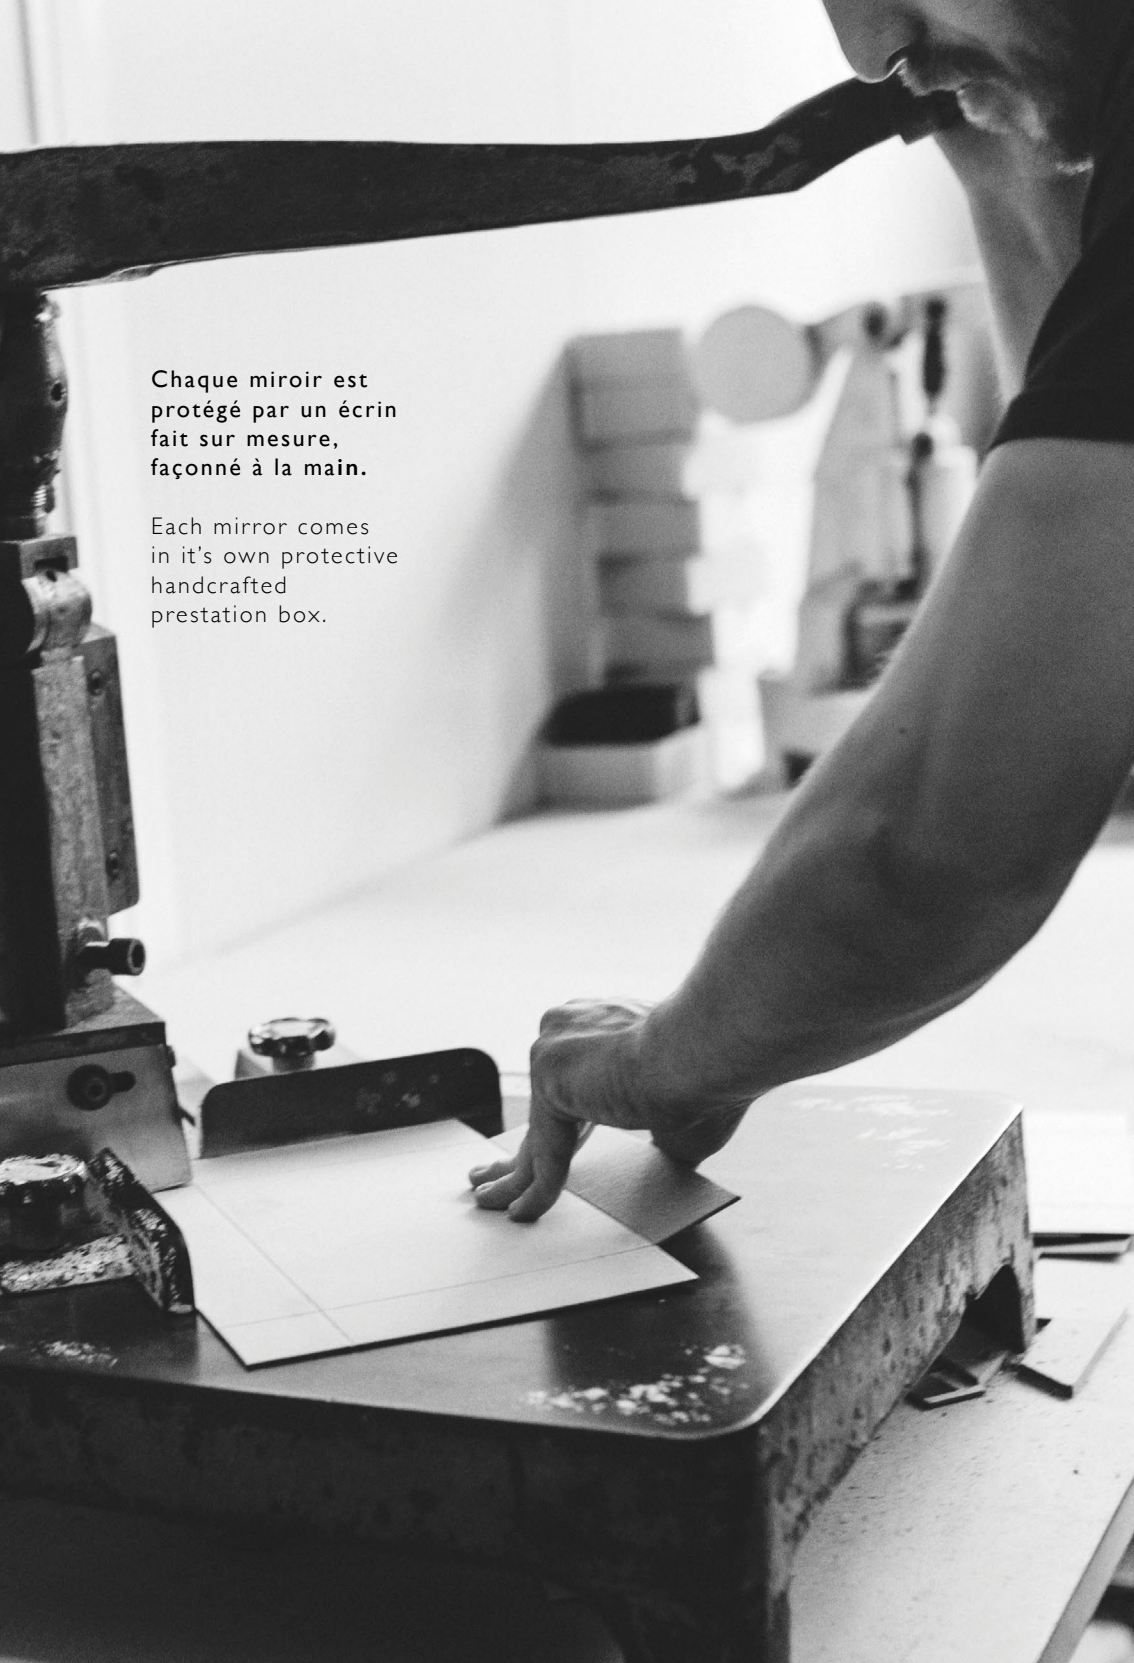 Chaque miroir est
protégé par un écrin
fait sur mesure,
façonné à la main.
Each mirror comes
in it's own protective
handcrafted
prestation box.